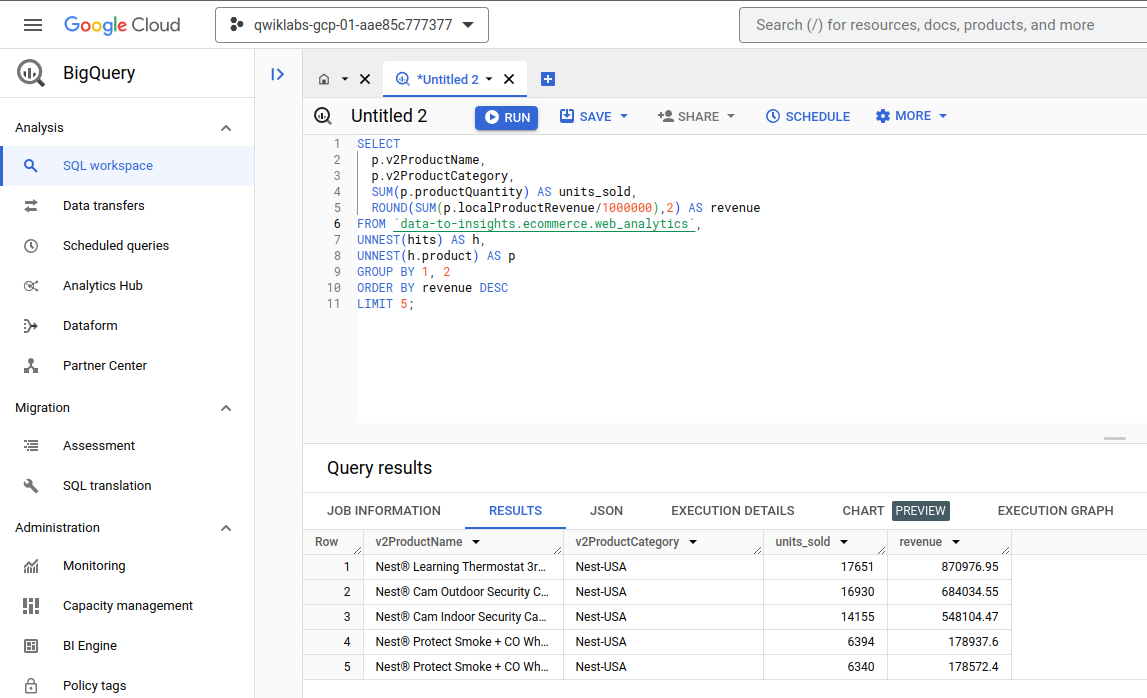 Google Cloud
qwiklabs-gcp-01-aae85c777377
Search (/) for resources, docs, products, and more
BigQuery
Analysis
SQL workspace
Data transfers
Scheduled queries
Analytics Hub
Dataform
Partner Center
Migration
Assessment
SQL translation
Administration
Monitoring
Capacity management
BI Engine
Policy tags
*Untitled 2
Untitled 2
RUN
SAVE
SHARE
SCHEDULE
MORE
1 SELECT
2 p.v2ProductName,
3 p.v2ProductCategory,
4 SUM(p.productQuantity) AS units_sold,
5 ROUND(SUM(p.localProductRevenue/1000000),2) AS revenue
6 FROM `data-to-insights.ecommerce.web_analytics`,
7 UNNEST(hits) AS h,
8 UNNEST(h.product) AS p
9 GROUP BY 1, 2
10 ORDER BY revenue DESC
11 LIMIT 5;
Query results
JOB INFORMATION RESULTS JSON EXECUTION DETAILS CHART PREVIEW EXECUTION GRAPH
Row v2ProductName v2ProductCategory units_sold revenue
1 Nest® Learning Thermostat 3r... Nest-USA 17651 870976.95
2 Nest® Cam Outdoor Security C... Nest-USA 16930 684034.55
3 Nest® Cam Indoor Security Ca... Nest-USA 14155 548104.47
4 Nest® Protect Smoke + CO Wh... Nest-USA 6394 178937.6
5 Nest® Protect Smoke + CO Wh... Nest-USA 6340 178572.4